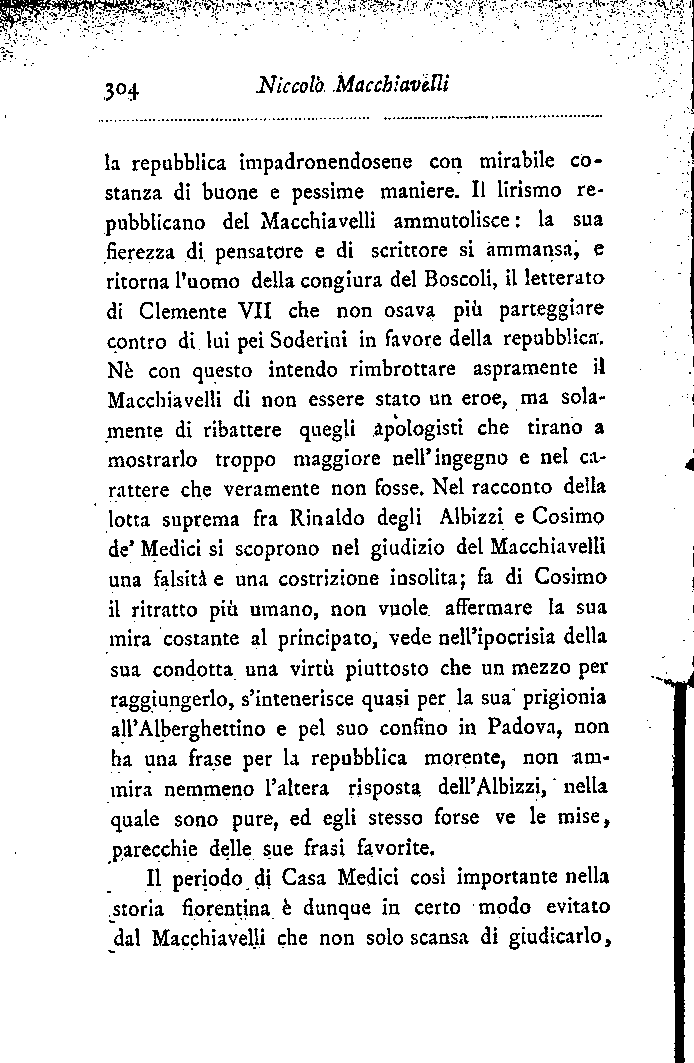 304 Niccolò Macchiavelli
la repubblica impadronendosene con mirabile co-
stanza di buone e pessime maniere. Il lirismo re-
pubblicano del Macchiavelli ammutolisce: la sua
fierezza di pensatore e di scrittore si ammansa, e
ritorna l'uomo della congiura del Boscoli, il letterato
di Clemente VII che non osava più parteggiare
contro di lui pei Soderini in favore della repubblica.
Nè con questo intendo rimbrottare aspramente il
Macchiavelli di non essere stato un eroe, ma sola-
mente di ribattere quegli apologisti che tirano a
mostrarlo troppo maggiore nell'ingegno e nel ca-
rattere che veramente non fosse. Nel racconto della
lotta suprema fra Rinaldo degli Albizzi e Cosimo
de' Medici si scoprono nel giudizio del Macchiavelli
una falsità e una costrizione insolita; fa di Cosimo
il ritratto più umano, non vuole affermare la sua
mira costante al principato, vede nell'ipocrisia della
sua condotta una virtù piuttosto che un mezzo per
raggiungerlo, s'intenerisce quasi per la sua prigionia
all'Alberghettino e pel suo confino in Padova, non
ha una frase per la repubblica morente, non am-
mira nemmeno l'altera risposta dell'Albizzi, nella
quale sono pure, ed egli stesso forse ve le mise,
parecchie delle sue frasi favorite.
Il periodo di Casa Medici così importante nella
storia fiorentina è dunque in certo modo evitato
dal Macchiavelli che non solo scansa di giudicarlo,